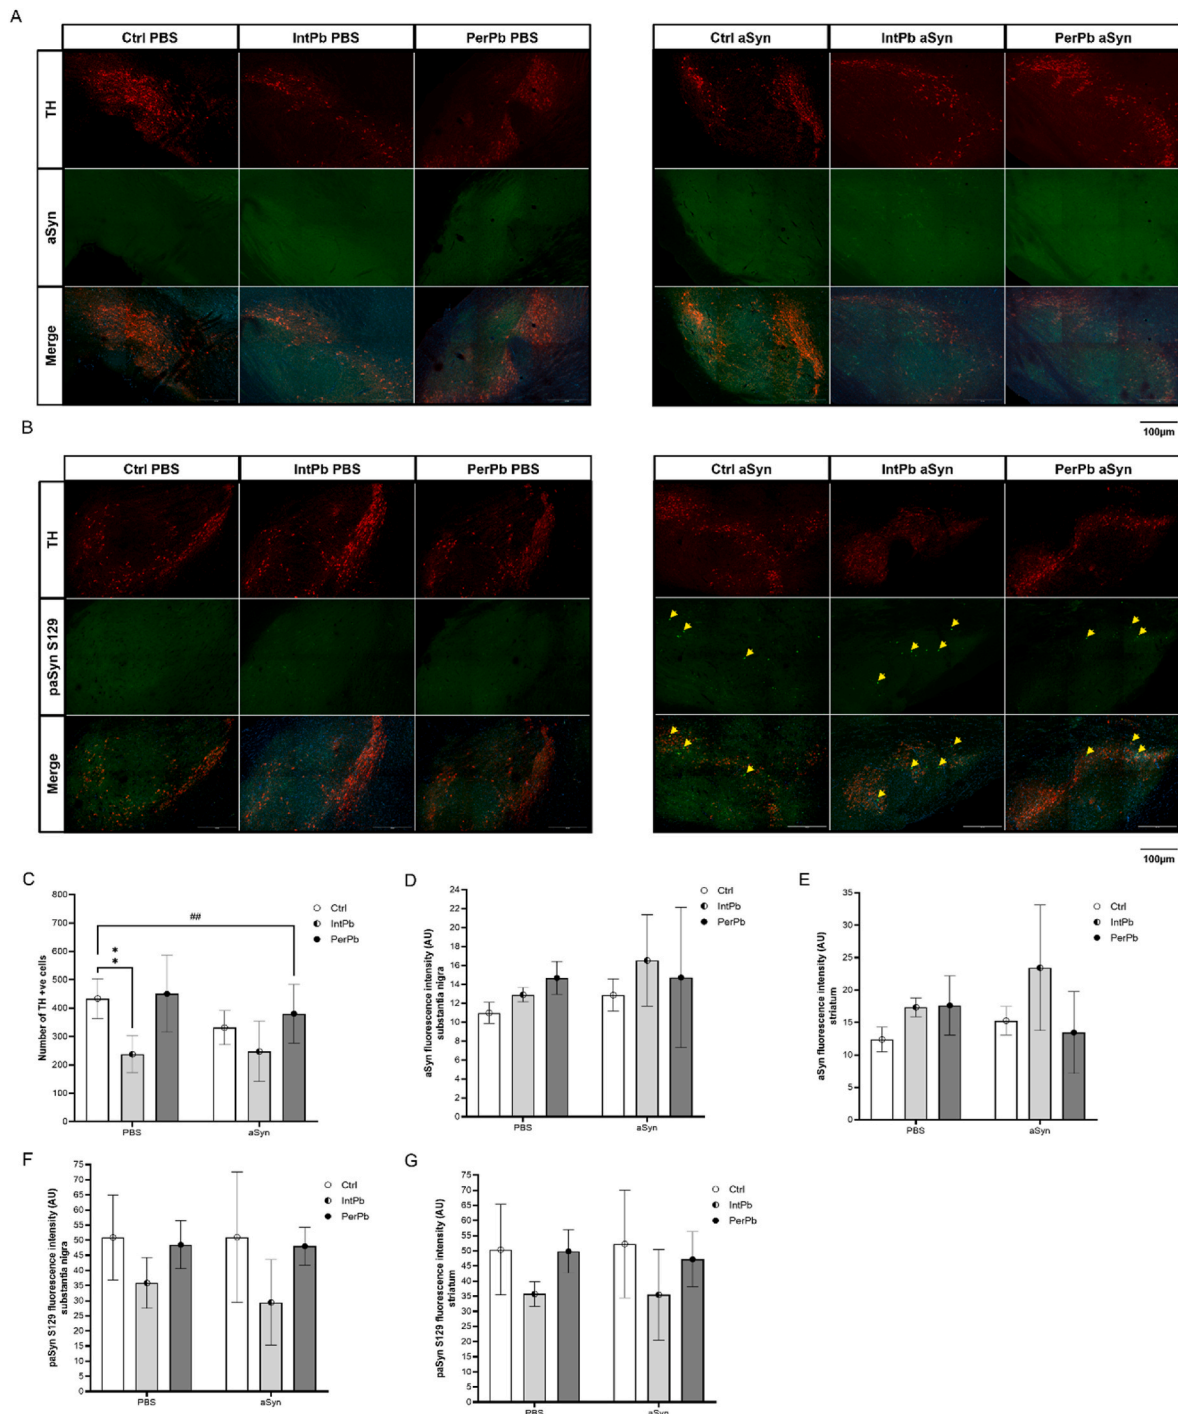 A
Ctrl PBS IntPb PBS PerPb PBS Ctrl aSyn IntPb aSyn PerPb aSyn
TH
aSyn
Merge
100µm
B
Ctrl PBS IntPb PBS PerPb PBS Ctrl aSyn IntPb aSyn PerPb aSyn
TH
paSyn S129
Merge
100µm
C
Number of TH +ve cells
800
700
600
500
400
300
200
100
0
##
*
*
Ctrl
IntPb
PerPb
PBS aSyn
D
aSyn fluorescence intensity (AU)
substantia nigra
24
22
20
18
16
14
12
10
8
6
4
2
0
Ctrl
IntPb
PerPb
PBS aSyn
E
aSyn fluorescence intensity (AU)
striatum
35
30
25
20
15
10
5
0
Ctrl
IntPb
PerPb
PBS aSyn
F
paSyn S129 fluorescence intensity (AU)
substantia nigra
75
70
65
60
55
50
45
40
35
30
25
20
15
10
5
0
Ctrl
IntPb
PerPb
PBS aSyn
G
paSyn S129 fluorescence intensity (AU)
striatum
75
70
65
60
55
50
45
40
35
30
25
20
15
10
5
0
Ctrl
IntPb
PerPb
PBS aSyn